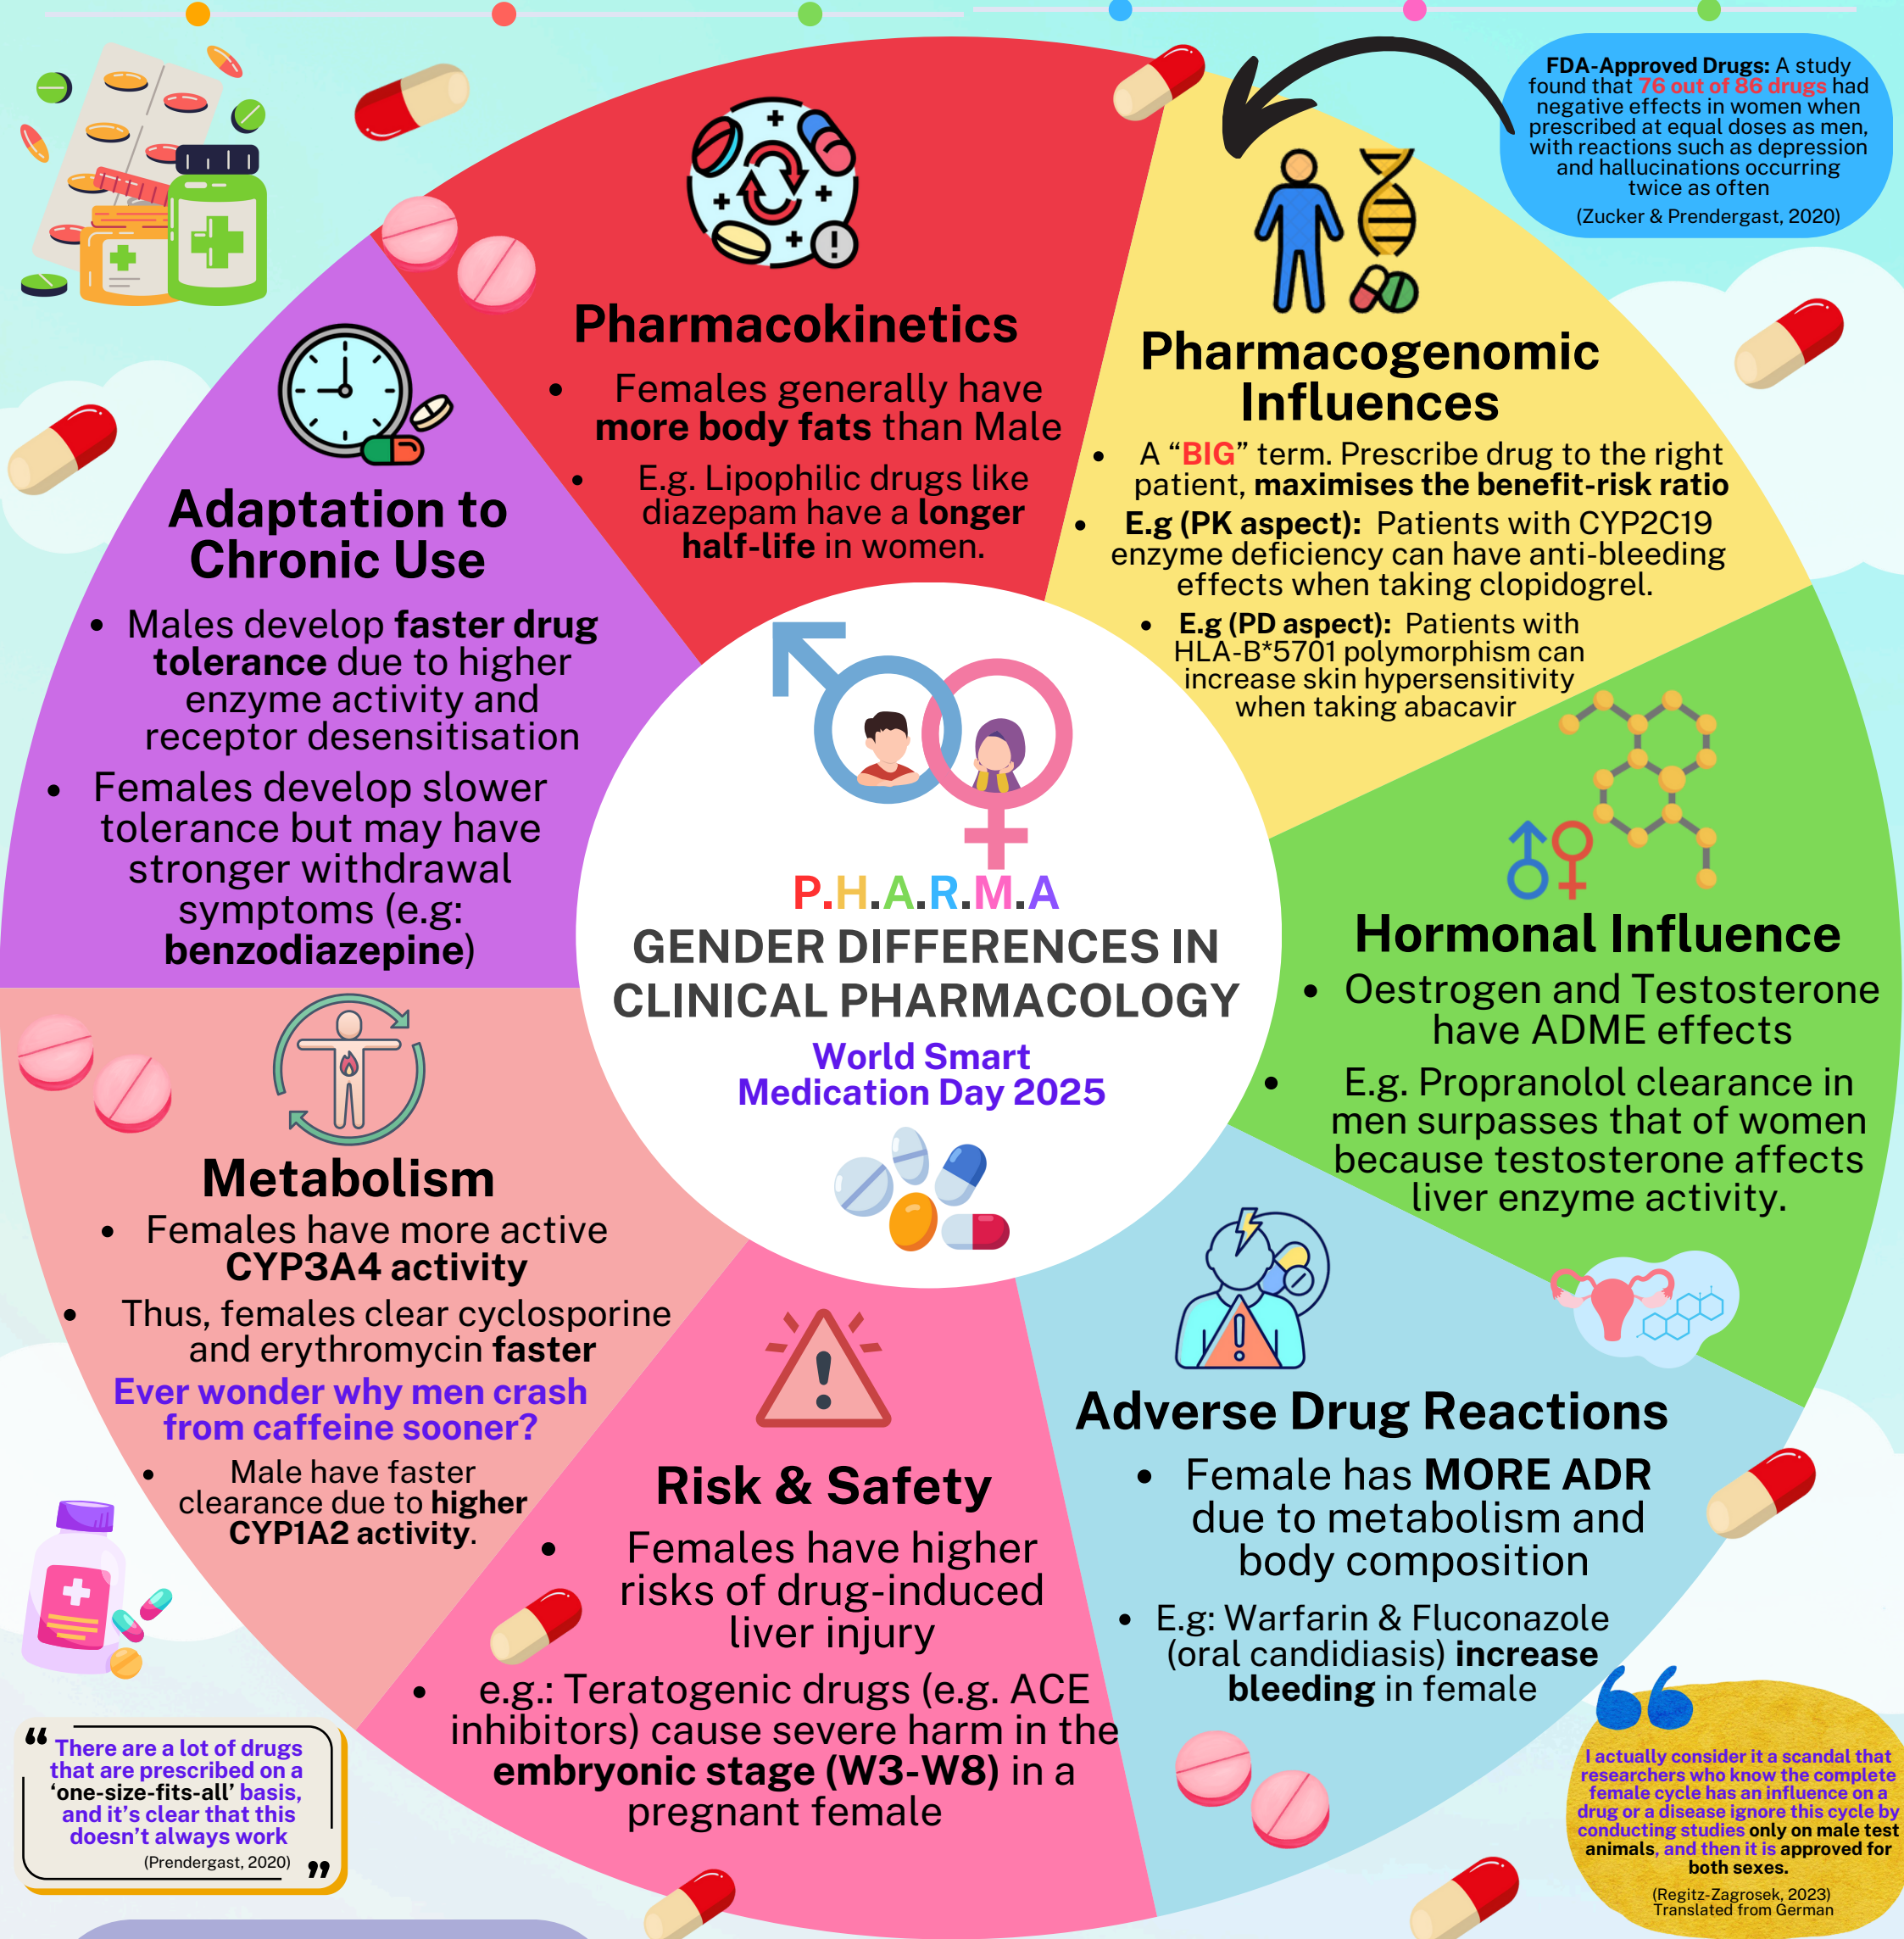 FDA-Approved Drugs: A study
found that 76 out of 86 drugs had
negative effects in women when
prescribed at equal doses as men,
with reactions such as depression
and hallucinations occurring
twice as often
(Zucker & Prendergast, 2020)
Pharmacokinetics
• Females generally have
more body fats than Male
• E.g. Lipophilic drugs like
diazepam have a longer
half-life in women.
Pharmacogenomic
Influences
• A “BIG” term. Prescribe drug to the right
patient, maximises the benefit-risk ratio
• E.g (PK aspect): Patients with CYP2C19
enzyme deficiency can have anti-bleeding
effects when taking clopidogrel.
• E.g (PD aspect): Patients with
HLA-B*5701 polymorphism can
increase skin hypersensitivity
when taking abacavir
Adaptation to
Chronic Use
• Males develop faster drug
tolerance due to higher
enzyme activity and
receptor desensitisation
• Females develop slower
tolerance but may have
stronger withdrawal
symptoms (e.g:
benzodiazepine)
P.H.A.R.M.A
GENDER DIFFERENCES IN
CLINICAL PHARMACOLOGY
World Smart
Medication Day 2025
Hormonal Influence
• Oestrogen and Testosterone
have ADME effects
• E.g. Propranolol clearance in
men surpasses that of women
because testosterone affects
liver enzyme activity.
Metabolism
• Females have more active
CYP3A4 activity
• Thus, females clear cyclosporine
and erythromycin faster
Ever wonder why men crash
from caffeine sooner?
• Male have faster
clearance due to higher
CYP1A2 activity.
Risk & Safety
• Females have higher
risks of drug-induced
liver injury
• e.g.: Teratogenic drugs (e.g. ACE
inhibitors) cause severe harm in the
embryonic stage (W3-W8) in a
pregnant female
Adverse Drug Reactions
• Female has MORE ADR
due to metabolism and
body composition
• E.g: Warfarin & Fluconazole
(oral candidiasis) increase
bleeding in female
“ There are a lot of drugs
that are prescribed on a
‘one-size-fits-all’ basis,
and it’s clear that this
doesn’t always work
(Prendergast, 2020) ”
“
I actually consider it a scandal that
researchers who know the complete
female cycle has an influence on a
drug or a disease ignore this cycle by
conducting studies only on male test
animals, and then it is approved for
both sexes.
(Regitz-Zagrosek, 2023)
Translated from German